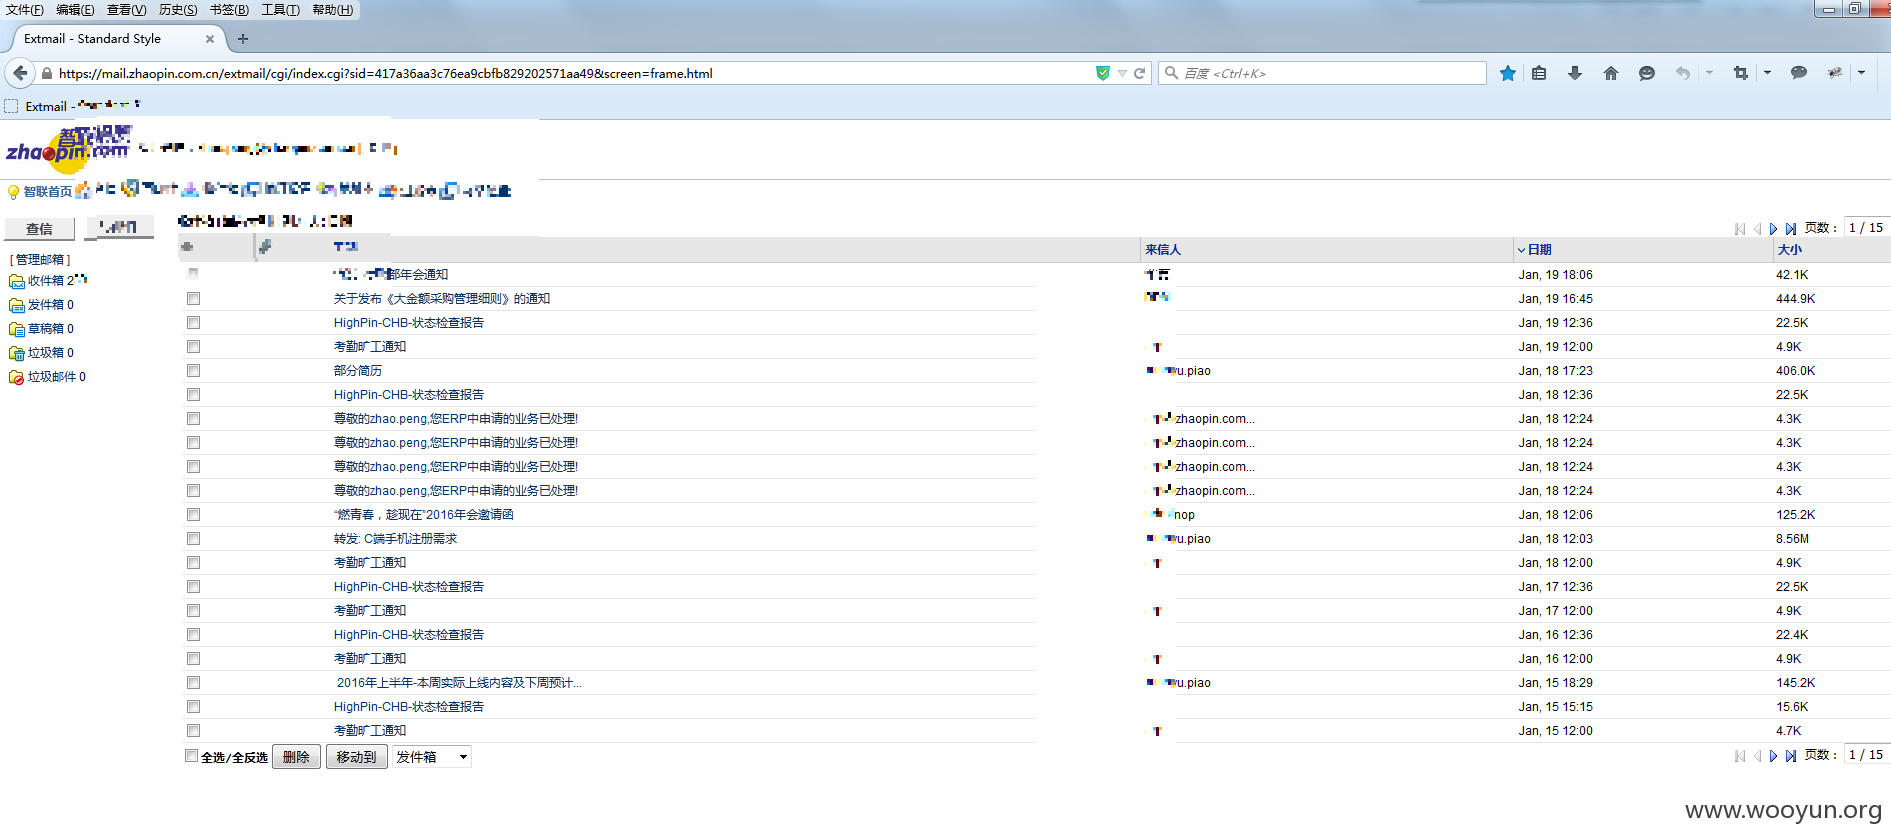 文件(F) 编辑(E) 查看(V) 历史(S) 书签(B) 工具(T) 帮助(H)
Extmail - Standard Style
https://mail.zhaopin.com.cn/extmail/cgi/index.cgi?sid=417a36aa3c76ea9cbfb829202571aa49&screen=frame.html
百度 <Ctrl+K>
Extmail -
zhaopin.com
智联首页
查信
页数： 1 / 15
[ 管理邮箱 ]
来信人 日期 大小
收件箱 2
发件箱 0
草稿箱 0
垃圾箱 0
垃圾邮件 0
部年会通知 Jan, 19 18:06 42.1K
关于发布《大金额采购管理细则》的通知 Jan, 19 16:45 444.9K
HighPin-CHB-状态检查报告 Jan, 19 12:36 22.5K
考勤旷工通知 Jan, 19 12:00 4.9K
部分简历 u.piao Jan, 18 17:23 406.0K
HighPin-CHB-状态检查报告 Jan, 18 12:36 22.5K
尊敬的zhao.peng,您ERP中申请的业务已处理! zhaopin.com... Jan, 18 12:24 4.3K
尊敬的zhao.peng,您ERP中申请的业务已处理! zhaopin.com... Jan, 18 12:24 4.3K
尊敬的zhao.peng,您ERP中申请的业务已处理! zhaopin.com... Jan, 18 12:24 4.3K
尊敬的zhao.peng,您ERP中申请的业务已处理! zhaopin.com... Jan, 18 12:24 4.3K
“燃青春，趁现在”2016年会邀请函 nop Jan, 18 12:06 125.2K
转发: C端手机注册需求 u.piao Jan, 18 12:03 8.56M
考勤旷工通知 Jan, 18 12:00 4.9K
HighPin-CHB-状态检查报告 Jan, 17 12:36 22.5K
考勤旷工通知 Jan, 17 12:00 4.9K
HighPin-CHB-状态检查报告 Jan, 16 12:36 22.4K
考勤旷工通知 Jan, 16 12:00 4.9K
2016年上半年-本周实际上线内容及下周预计... u.piao Jan, 15 18:29 145.2K
HighPin-CHB-状态检查报告 Jan, 15 15:15 15.6K
考勤旷工通知 Jan, 15 12:00 4.7K
全选/全反选 删除 移动到 发件箱 页数： 1 / 15
www.wooyun.org